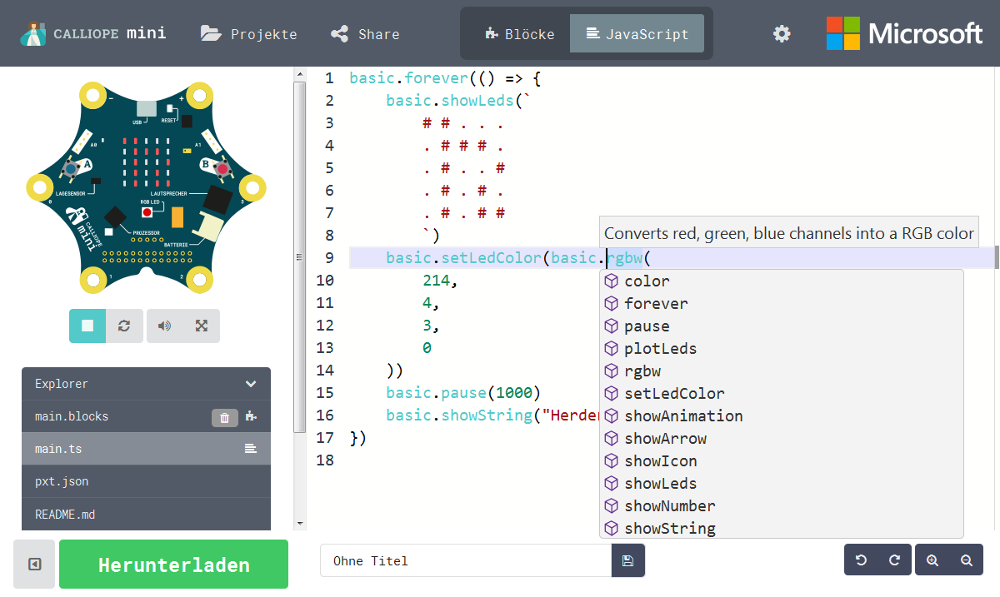 CALLIOPE mini
Projekte
Share
Blöcke
JavaScript
Microsoft
USB
RESET
A0
A1
A
B
LAGESENSOR
LAUTSPRECHER
RGB LED
0
3
PROZESSOR
BATTERIE
CALLIOPE
mini
1
2
Explorer
main.blocks
main.ts
pxt.json
README.md
Herunterladen
1 basic.forever(() => {
2 basic.showLeds(`
3 # # . . .
4 . # # # .
5 . # . . #
6 . # . # .
7 . # . # #
8 `)
Converts red, green, blue channels into a RGB color
9 basic.setLedColor(basic.rgbw(
10 214,
11 4,
12 3,
13 0
14 ))
15 basic.pause(1000)
16 basic.showString("Herder
17 })
18
color
forever
pause
plotLeds
rgbw
setLedColor
showAnimation
showArrow
showIcon
showLeds
showNumber
showString
Ohne Titel